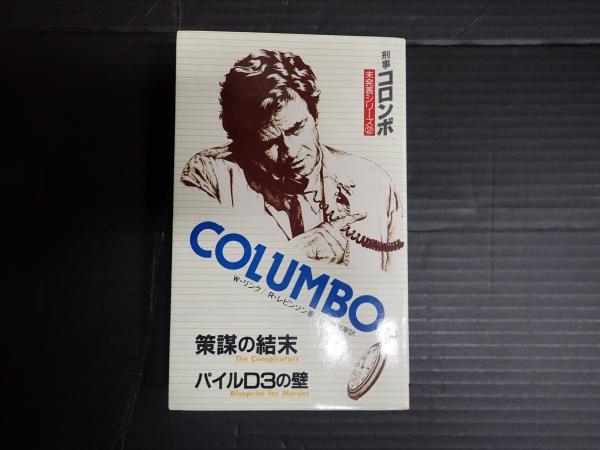 刑事コロンボ
未発表シリーズ②
COLUMBO
W・リンク/R・レビンソン著
訳
策謀の結末
The Conspirators
パイルD3の壁
Blueprint for Murder